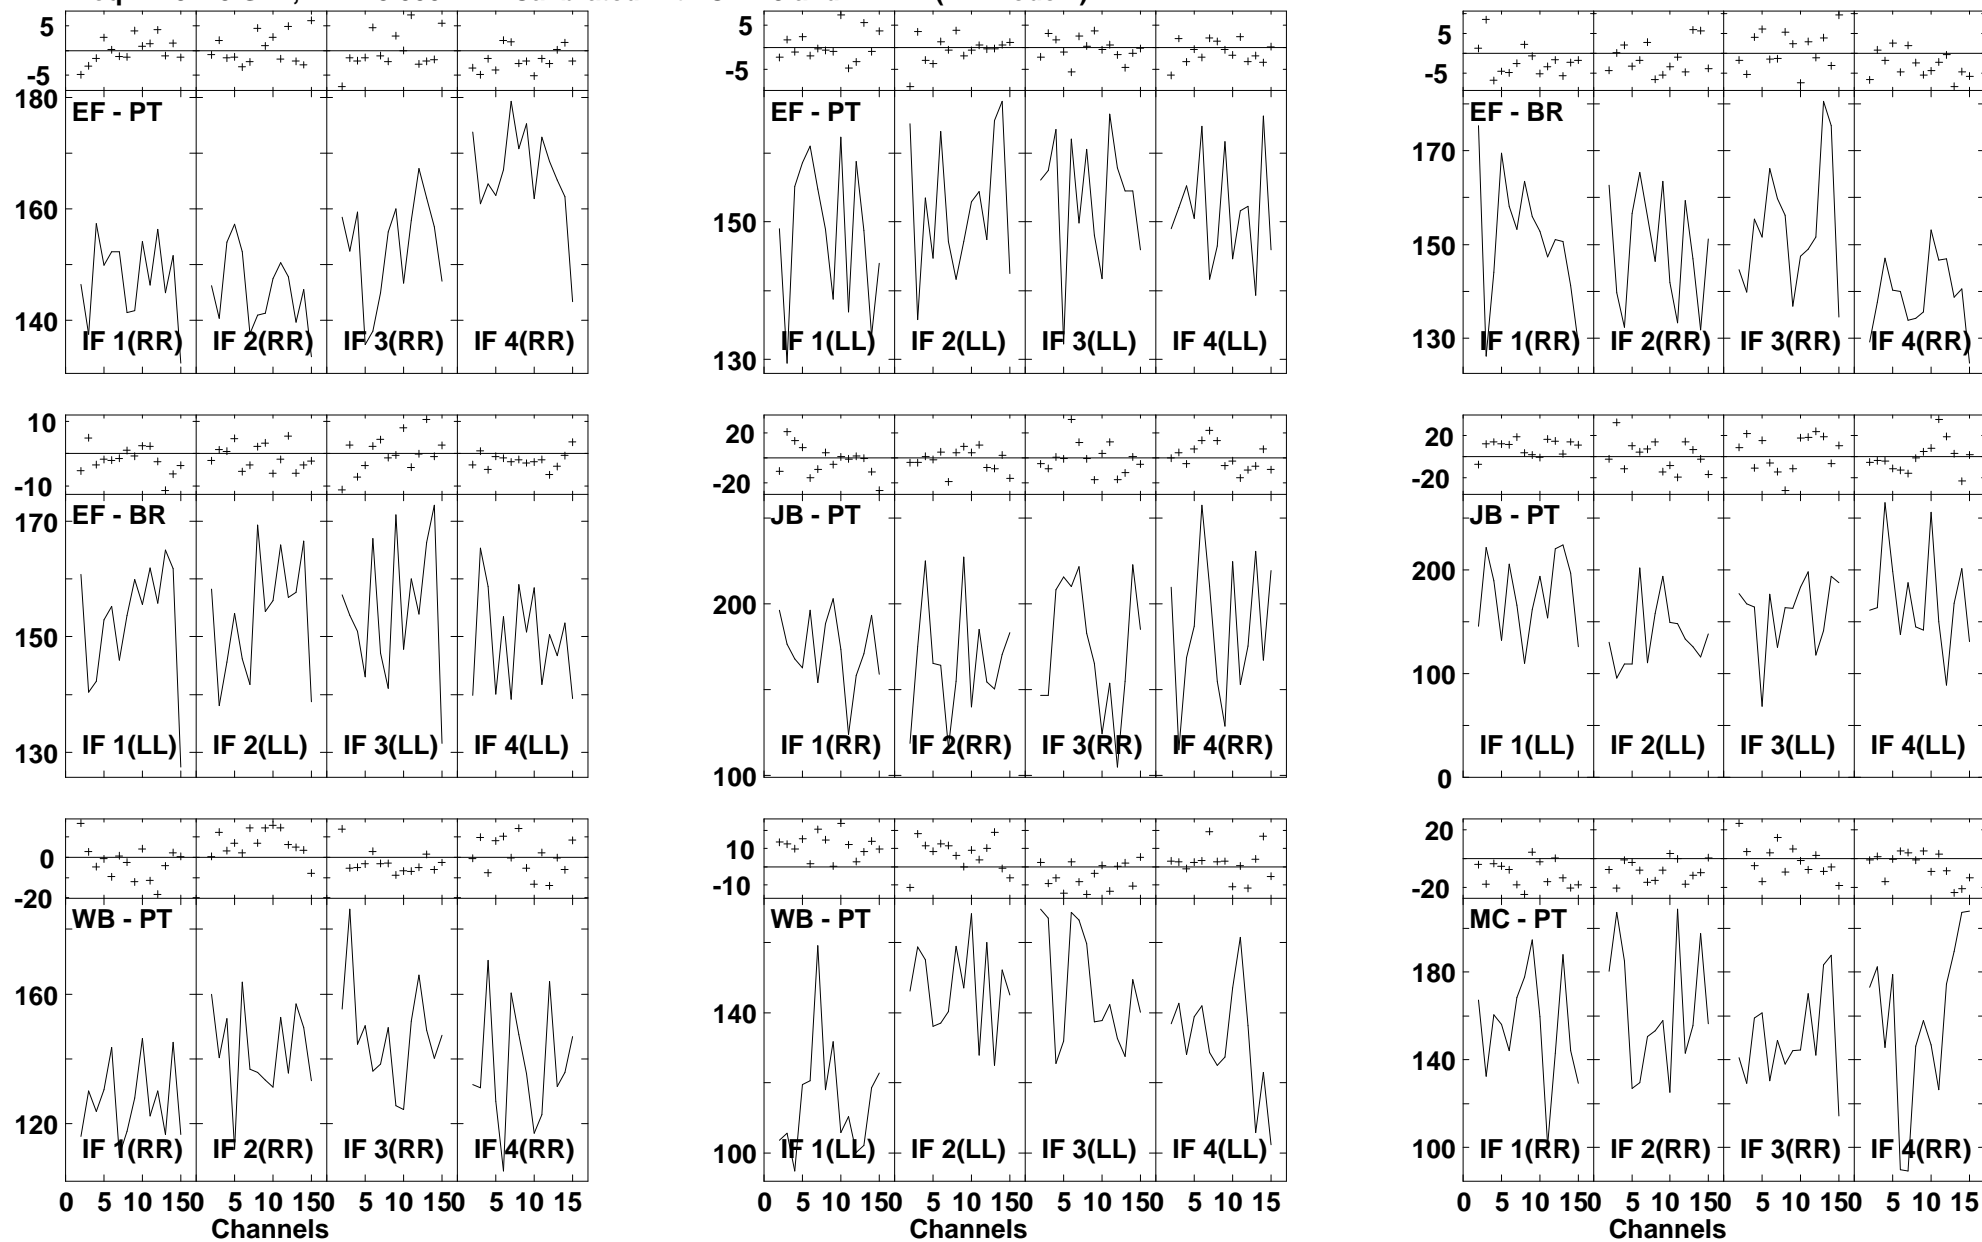 5 5 5
-5 -5 -5
180 EF - PT EF - PT EF - BR
170
160 150 150
140 130 130
IF 1(RR) IF 2(RR) IF 3(RR) IF 4(RR) IF 1(LL) IF 2(LL) IF 3(LL) IF 4(LL) IF 1(RR) IF 2(RR) IF 3(RR) IF 4(RR)
10 20 20
-10 -20 -20
170 EF - BR JB - PT JB - PT
150 200 200
100
130 100 0
IF 1(LL) IF 2(LL) IF 3(LL) IF 4(LL) IF 1(RR) IF 2(RR) IF 3(RR) IF 4(RR) IF 1(LL) IF 2(LL) IF 3(LL) IF 4(LL)
0 10 20
-20 -10 -20
WB - PT WB - PT MC - PT
160 140 180
140
120 100 100
IF 1(RR) IF 2(RR) IF 3(RR) IF 4(RR) IF 1(LL) IF 2(LL) IF 3(LL) IF 4(LL) IF 1(RR) IF 2(RR) IF 3(RR) IF 4(RR)
0 5 10 150 5 10 150 5 10 150 5 10 15 0 5 10 150 5 10 150 5 10 150 5 10 15 0 5 10 150 5 10 150 5 10 150 5 10 15
Channels Channels Channels